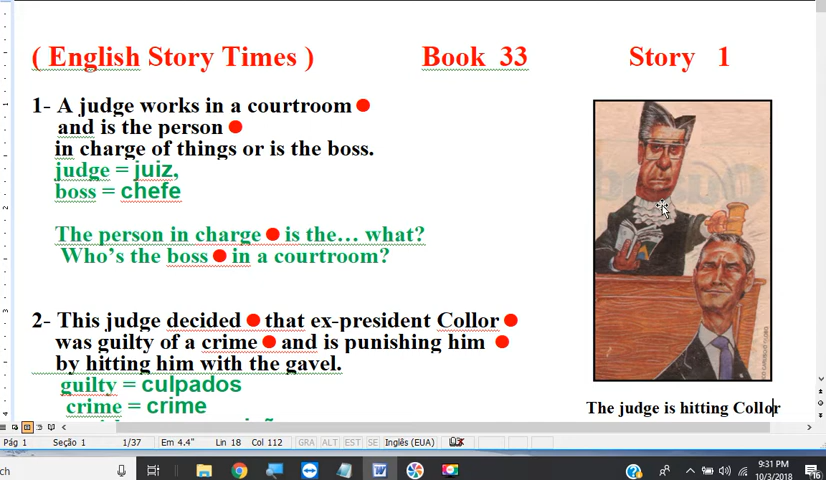 ( English Story Times ) Book 33 Story 1
1- A judge works in a courtroom
and is the person
in charge of things or is the boss.
judge = juiz,
boss = chefe
The person in charge is the… what?
Who's the boss in a courtroom?
2- This judge decided that ex-president Collor
was guilty of a crime and is punishing him
by hitting him with the gavel.
guilty = culpados
crime = crime
The judge is hitting Collor
Pág 1 Seção 1 1/37 Em 4.4" Lin 18 Col 112 GRA ALT EST SE Inglês (EUA)
ch
9:31 PM
10/3/2018
16